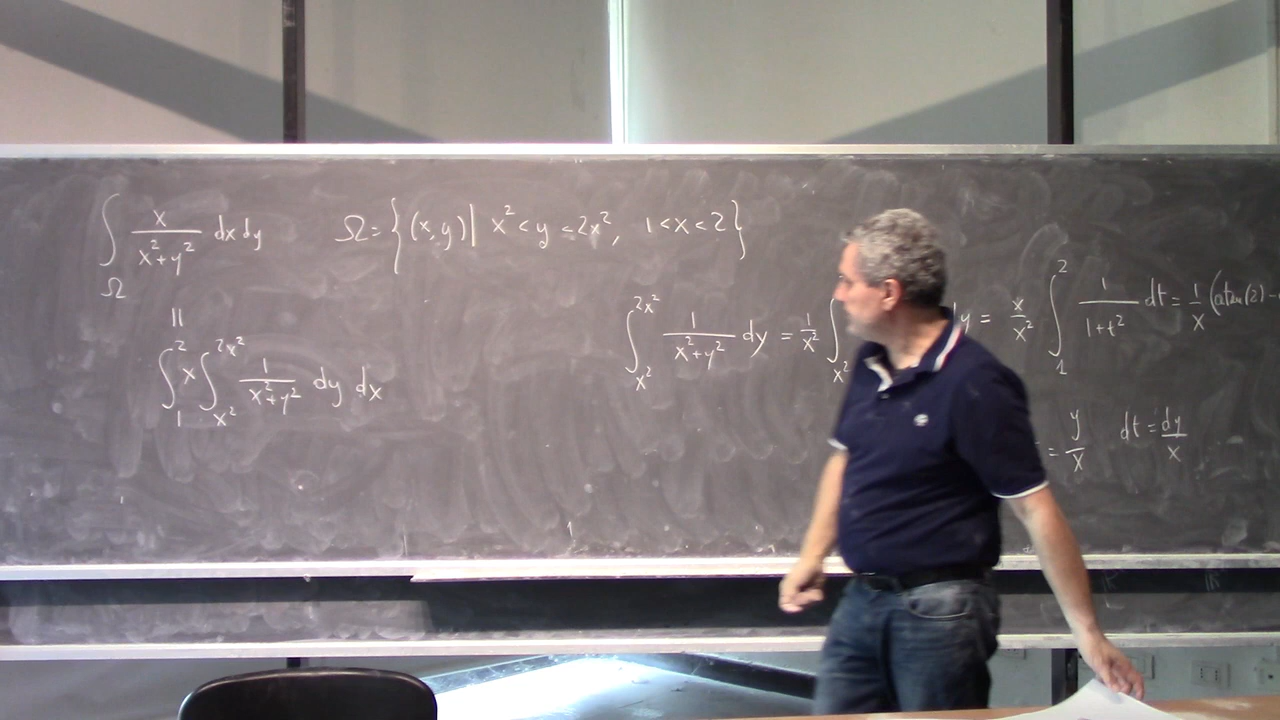 ∫_Ω x/(x²+y²) dx dy   Ω = {(x,y)| x² < y < 2x², 1<x<2}
||
∫_1^2 x ∫_{x²}^{2x²} 1/(x²+y²) dy dx
∫_{x²}^{2x²} 1/(x²+y²) dy = 1/x² ∫_{x²} dy = x/x² ∫_1^2 1/(1+t²) dt = 1/x (atan(2) -
= y/x   dt = dy/x